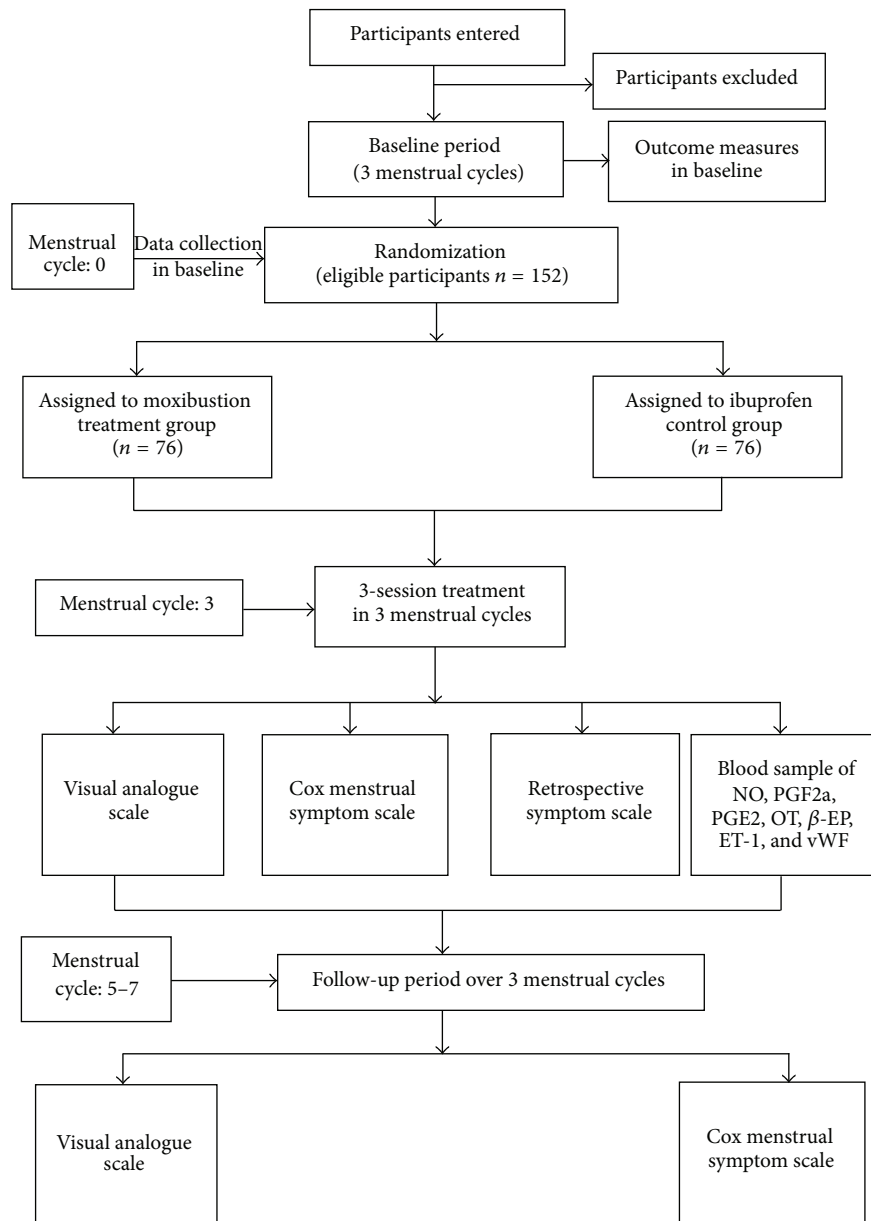 Participants entered
Participants excluded
Baseline period
(3 menstrual cycles)
Outcome measures
in baseline
Menstrual
cycle: 0
Data collection
in baseline
Randomization
(eligible participants n = 152)
Assigned to moxibustion
treatment group
(n = 76)
Assigned to ibuprofen
control group
(n = 76)
Menstrual cycle: 3
3-session treatment
in 3 menstrual cycles
Visual analogue
scale
Cox menstrual
symptom scale
Retrospective
symptom scale
Blood sample of
NO, PGF2a,
PGE2, OT, β-EP,
ET-1, and vWF
Menstrual
cycle: 5–7
Follow-up period over 3 menstrual cycles
Visual analogue
scale
Cox menstrual
symptom scale